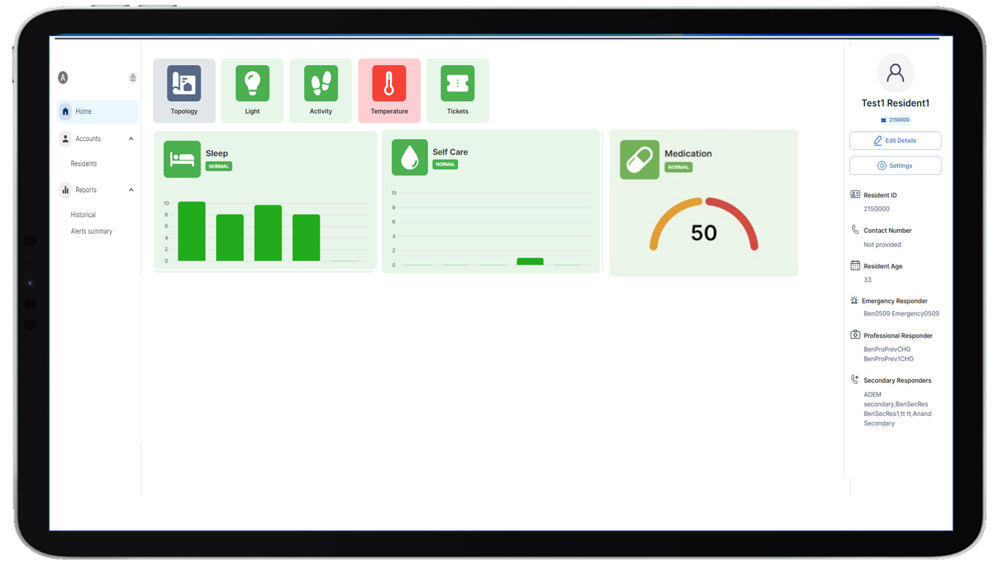 A
Home
Accounts
Residents
Reports
Historical
Alerts summary
Topology
Light
Activity
Temperature
Tickets
Sleep
NORMAL
10
8
6
4
2
0
Self Care
NORMAL
10
8
6
4
2
0
Medication
NORMAL
50
Test1 Resident1
2150000
Edit Details
Settings
Resident ID
2150000
Contact Number
Not provided
Resident Age
33
Emergency Responder
Ben0509 Emergency0509
Professional Responder
BenProPrevCHG
BenProPrev1CHG
Secondary Responders
ADEM
secondary,BenSecRes
BenSecRes1,tt tt,Anand
Secondary